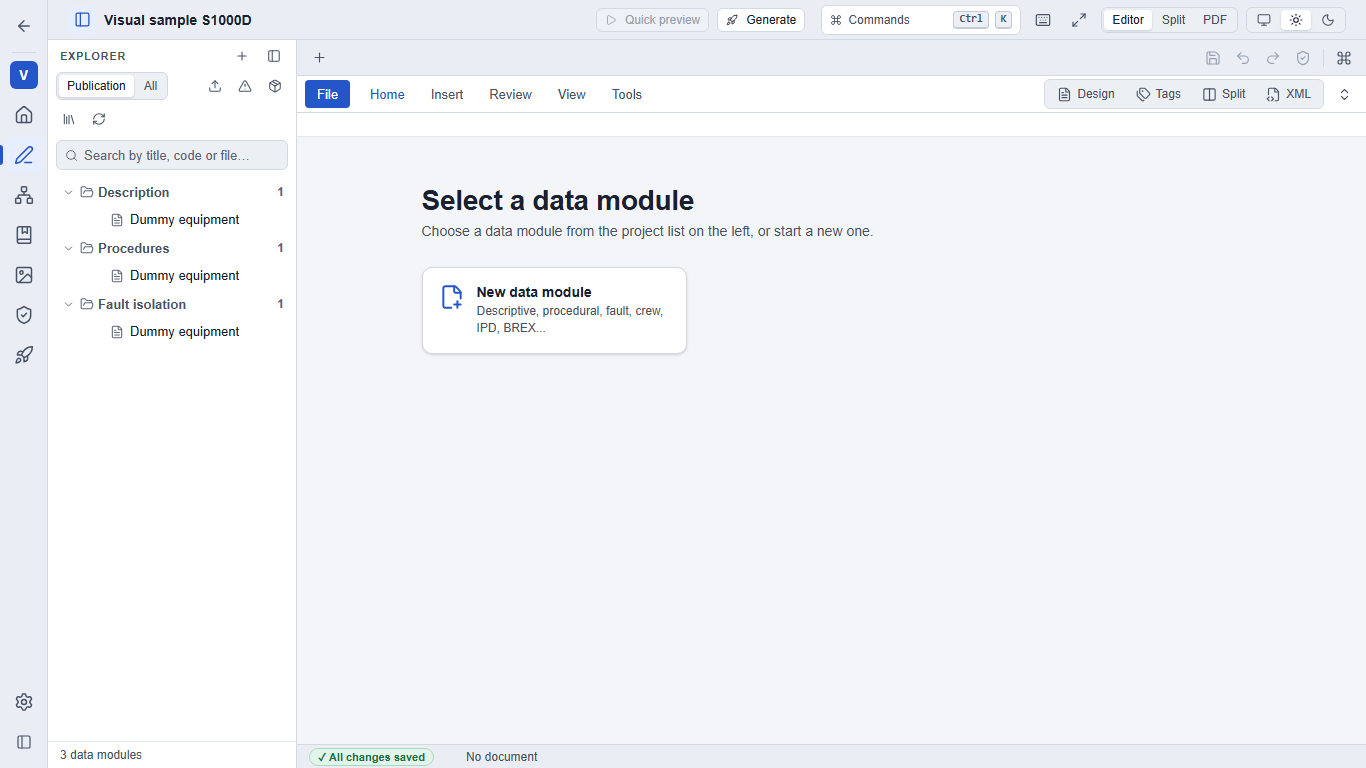 Visual sample S1000D
Quick preview
Generate
Commands
Ctrl K
Editor
Split
PDF
V
EXPLORER
Publication
All
Search by title, code or file…
Description 1
Dummy equipment
Procedures 1
Dummy equipment
Fault isolation 1
Dummy equipment
3 data modules
File
Home
Insert
Review
View
Tools
Design
Tags
Split
XML
Select a data module
Choose a data module from the project list on the left, or start a new one.
New data module
Descriptive, procedural, fault, crew,
IPD, BREX...
✓ All changes saved
No document